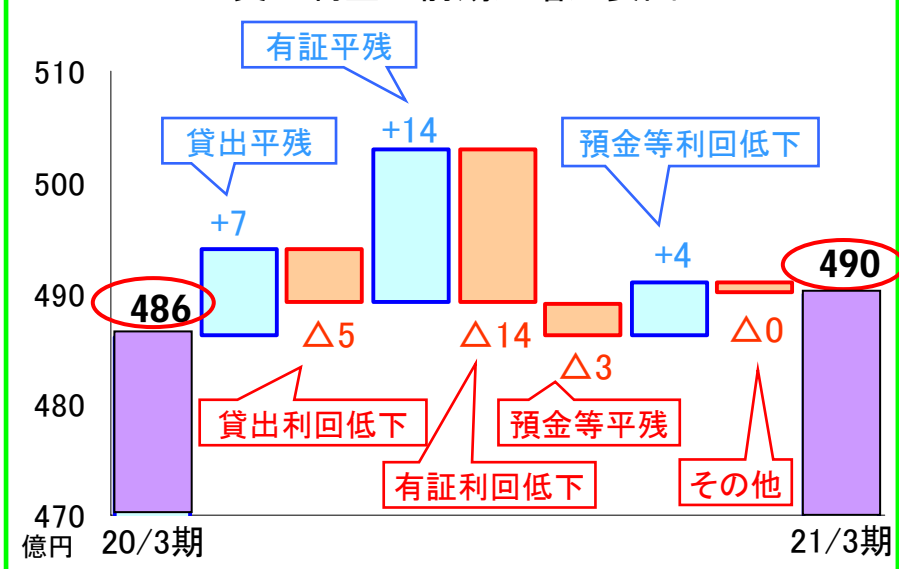 有証平残
510
+14
貸出平残
預金等利回低下
500
+7
+4
490
490
486
△5
△14
△0
△3
480
貸出利回低下
預金等平残
有証利回低下
その他
470
億円
20/3期
21/3期